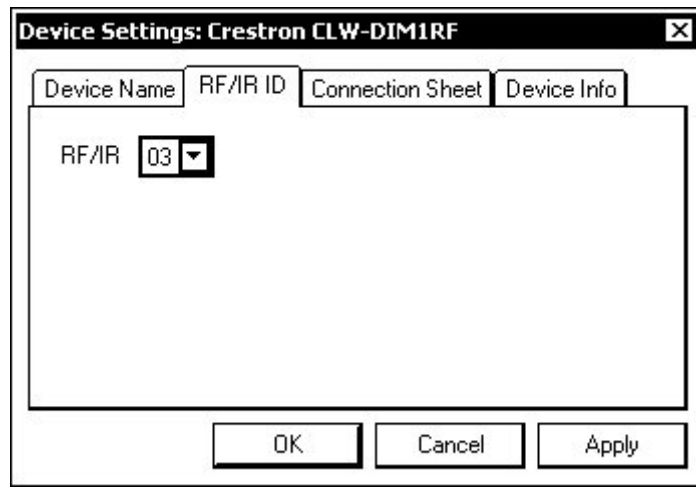 Device Settings: Crestron CLW-DIM1RF
Device Name RF/IR ID Connection Sheet Device Info
RF/IR 03
OK Cancel Apply